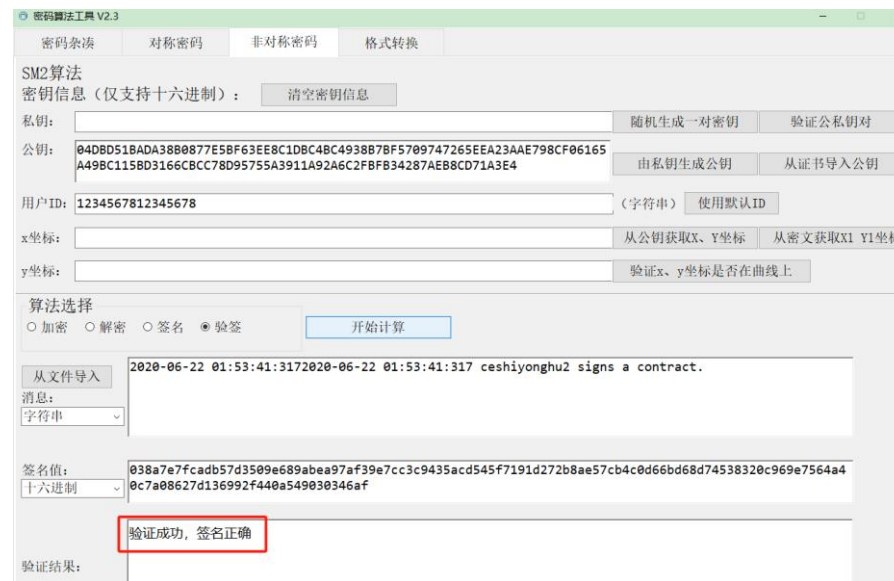 密码算法工具 V2.3
密码杂凑 对称密码 非对称密码 格式转换
SM2算法
密钥信息（仅支持十六进制）： 清空密钥信息
私钥： 随机生成一对密钥 验证公私钥对
公钥： 04DBD51BADA38B0877E5BF63EE8C1DBC4BC4938B7BF5709747265EEA23AAE798CF06165
A49BC115BD3166CBCC78D95755A3911A92A6C2FBFB34287AEB8CD71A3E4
由私钥生成公钥 从证书导入公钥
用户ID: 1234567812345678 （字符串） 使用默认ID
x坐标： 从公钥获取X、Y坐标 从密文获取X1 Y1坐标
y坐标： 验证x、y坐标是否在曲线上
算法选择
加密 解密 签名 验签 开始计算
从文件导入 2020-06-22 01:53:41:3172020-06-22 01:53:41:317 ceshiyonghu2 signs a contract.
消息：
字符串
签名值： 038a7e7fcadb57d3509e689abea97af39e7cc3c9435acd545f7191d272b8ae57cb4c0d66bd68d74538320c969e7564a4
十六进制 0c7a08627d136992f440a549030346af
验证成功，签名正确
验证结果：